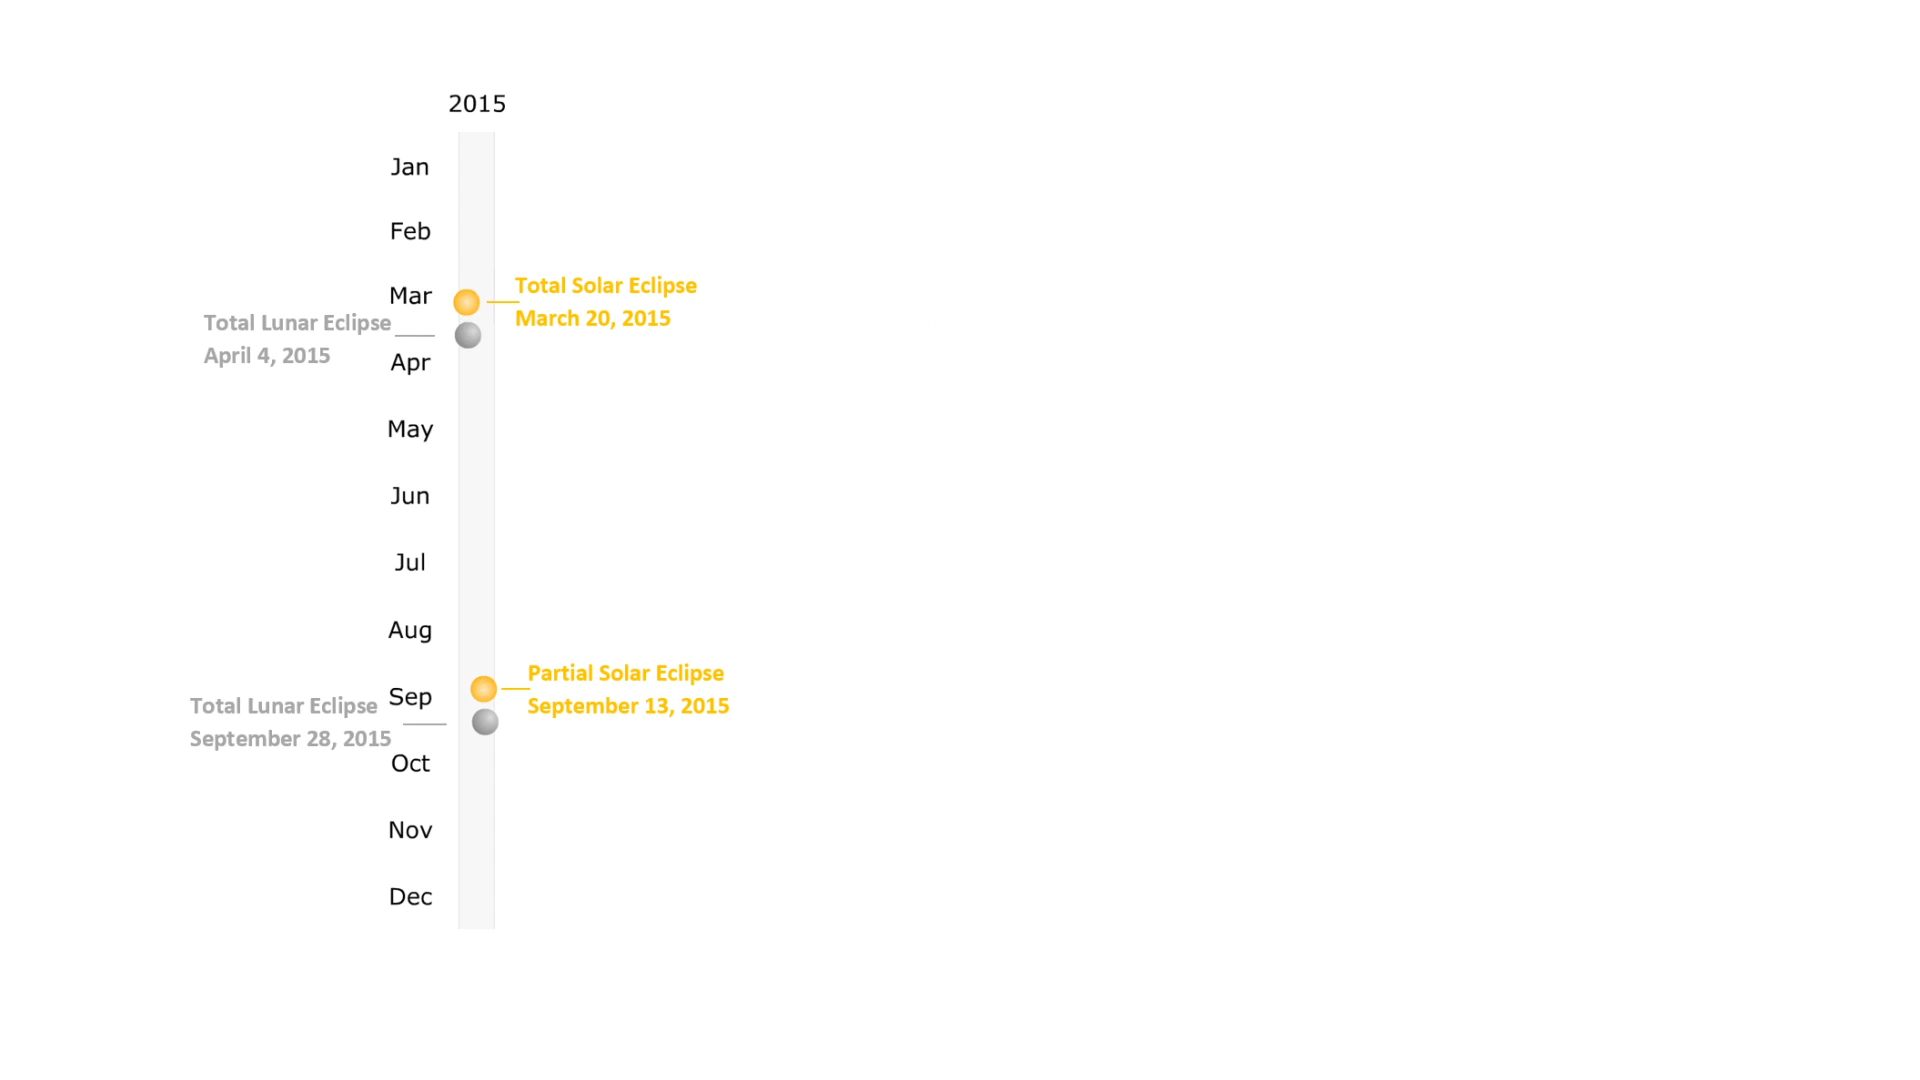 2015
Jan
Feb
Mar
Total Solar Eclipse
March 20, 2015
Total Lunar Eclipse
April 4, 2015
Apr
May
Jun
Jul
Aug
Partial Solar Eclipse
September 13, 2015
Sep
Total Lunar Eclipse
September 28, 2015
Oct
Nov
Dec